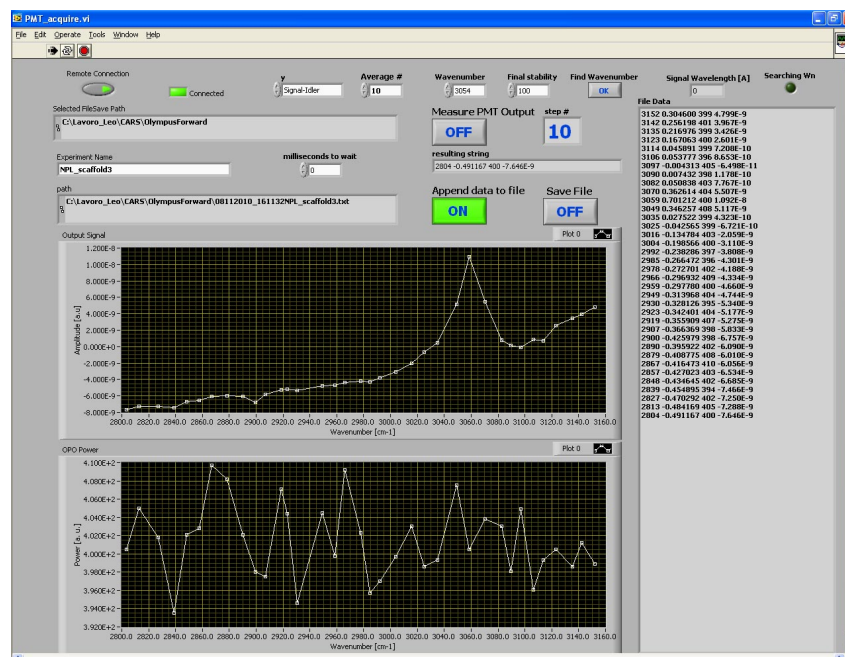 PMT_acquire.vi
File Edit Operate Tools Window Help
Remote Connection
Connected
y
Signal-Idler
Average #
10
Wavenumber
3054
Final stability
100
Find Wavenumber
OK
Signal Wavelength [A]
0
Searching Wn
Selected FileSave Path
C:\Lavoro_Leo\CARS\OlympusForward
Measure PMT Output
OFF
step #
10
Experiment Name
NPL_scaffold3
milliseconds to wait
0
resulting string
2804 -0.491167 400 -7.646E-9
path
C:\Lavoro_Leo\CARS\OlympusForward\08112010_161132NPL_scaffold3.txt
Append data to file
ON
Save File
OFF
File Data
3152 0.304600 399 4.799E-9
3142 0.256198 401 3.967E-9
3135 0.216976 399 3.426E-9
3123 0.167063 400 2.601E-9
3114 0.045891 399 7.208E-10
3106 0.053777 396 8.653E-10
3097 -0.004313 405 -6.498E-11
3090 0.007432 398 1.178E-10
3082 0.050838 403 7.767E-10
3070 0.362614 404 5.507E-9
3059 0.701212 400 1.092E-8
3049 0.346257 408 5.117E-9
3035 0.027522 399 4.323E-10
3025 -0.042565 399 -6.721E-10
3016 -0.134784 403 -2.059E-9
3004 -0.198566 400 -3.110E-9
2992 -0.238286 397 -3.808E-9
2985 -0.266472 396 -4.301E-9
2978 -0.272701 402 -4.188E-9
2966 -0.296932 409 -4.334E-9
2959 -0.297780 400 -4.660E-9
2949 -0.313968 404 -4.744E-9
2930 -0.328126 395 -5.340E-9
2923 -0.342401 404 -5.177E-9
2919 -0.355909 407 -5.275E-9
2907 -0.366369 398 -5.833E-9
2900 -0.425979 398 -6.757E-9
2890 -0.395922 402 -6.090E-9
2879 -0.408775 408 -6.010E-9
2867 -0.416473 410 -6.056E-9
2857 -0.427023 403 -6.534E-9
2848 -0.434645 402 -6.685E-9
2839 -0.454895 394 -7.466E-9
2827 -0.470292 402 -7.250E-9
2813 -0.484169 405 -7.288E-9
2804 -0.491167 400 -7.646E-9
Output Signal
Plot 0
Amplitude [a.u]
1.200E-8
1.000E-8
8.000E-9
6.000E-9
4.000E-9
2.000E-9
0.000E+0
-2.000E-9
-4.000E-9
-6.000E-9
-8.000E-9
2800.0 2820.0 2840.0 2860.0 2880.0 2900.0 2920.0 2940.0 2960.0 2980.0 3000.0 3020.0 3040.0 3060.0 3080.0 3100.0 3120.0 3140.0 3160.0
Wavenumber [cm-1]
OPO Power
Plot 0
Power [a. u.]
4.100E+2
4.080E+2
4.060E+2
4.040E+2
4.020E+2
4.000E+2
3.980E+2
3.960E+2
3.940E+2
3.920E+2
2800.0 2820.0 2840.0 2860.0 2880.0 2900.0 2920.0 2940.0 2960.0 2980.0 3000.0 3020.0 3040.0 3060.0 3080.0 3100.0 3120.0 3140.0 3160.0
Wavenumber [cm-1]